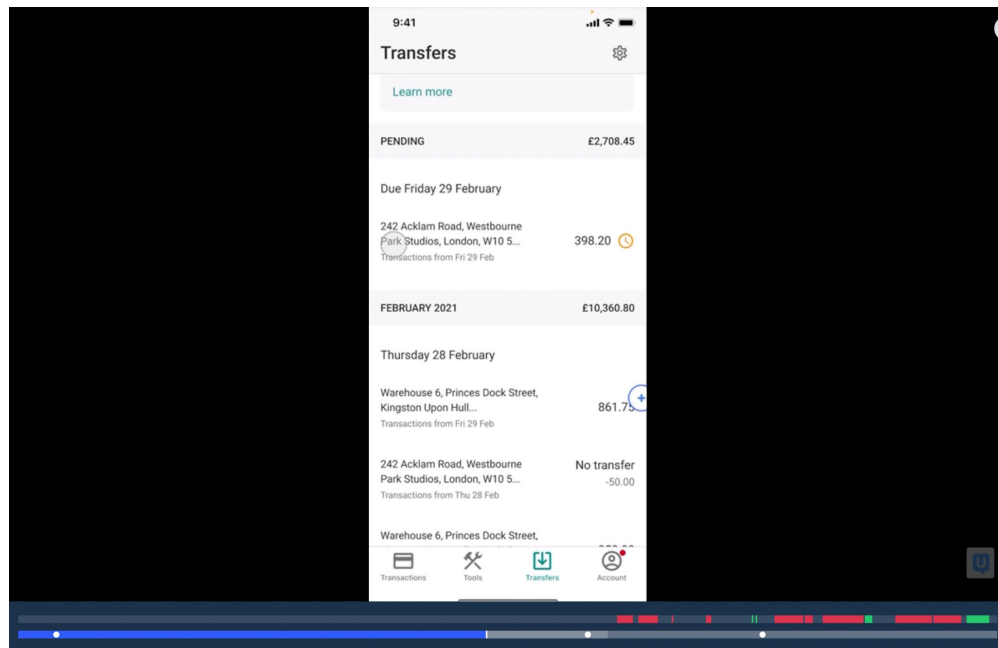 9:41
Transfers
Learn more
PENDING £2,708.45
Due Friday 29 February
242 Acklam Road, Westbourne
Park Studios, London, W10 5...
398.20
Transactions from Fri 29 Feb
FEBRUARY 2021 £10,360.80
Thursday 28 February
Warehouse 6, Princes Dock Street,
Kingston Upon Hull...
861.75
Transactions from Fri 29 Feb
242 Acklam Road, Westbourne
Park Studios, London, W10 5...
No transfer
-50.00
Transactions from Thu 28 Feb
Warehouse 6, Princes Dock Street,
Transactions Tools Transfers Account